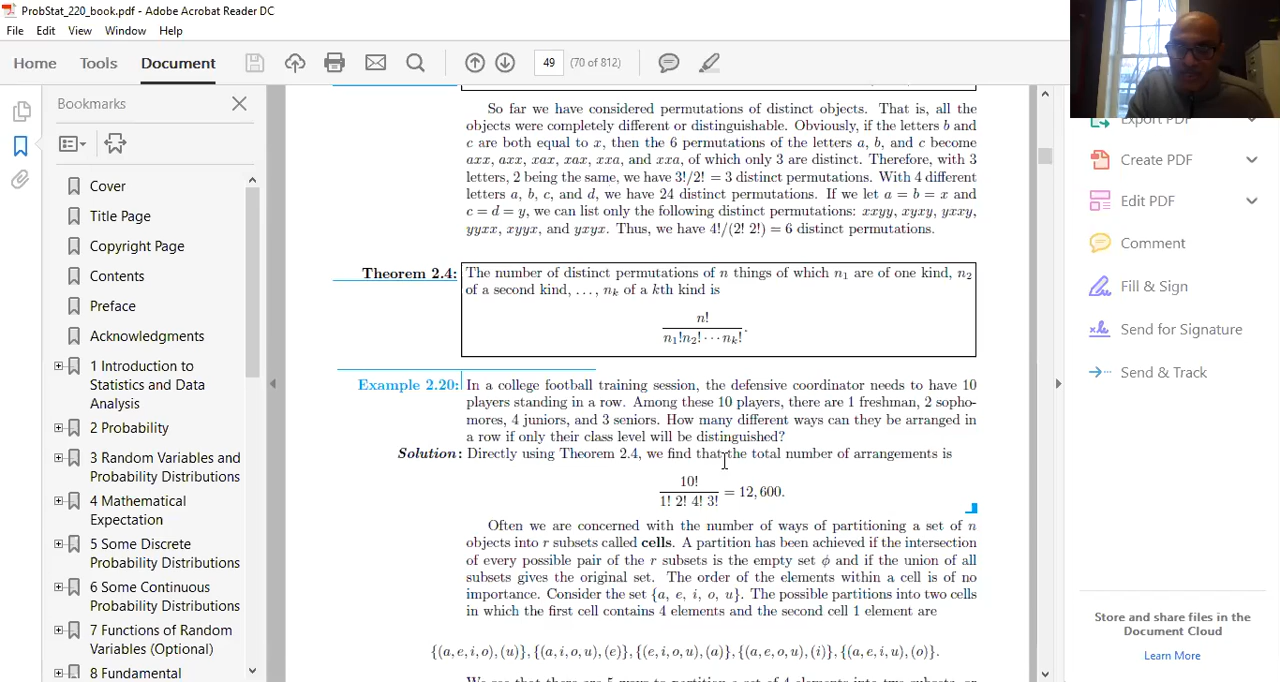 ProbStat_220_book.pdf - Adobe Acrobat Reader DC
File Edit View Window Help
Home Tools Document 49 (70 of 812)
Bookmarks
Cover
Title Page
Copyright Page
Contents
Preface
Acknowledgments
1 Introduction to
Statistics and Data
Analysis
2 Probability
3 Random Variables and
Probability Distributions
4 Mathematical
Expectation
5 Some Discrete
Probability Distributions
6 Some Continuous
Probability Distributions
7 Functions of Random
Variables (Optional)
8 Fundamental
So far we have considered permutations of distinct objects. That is, all the
objects were completely different or distinguishable. Obviously, if the letters b and
c are both equal to x, then the 6 permutations of the letters a, b, and c become
axx, axx, xax, xax, xxa, and xxa, of which only 3 are distinct. Therefore, with 3
letters, 2 being the same, we have 3!/2! = 3 distinct permutations. With 4 different
letters a, b, c, and d, we have 24 distinct permutations. If we let a = b = x and
c = d = y, we can list only the following distinct permutations: xxyy, xyxy, yxxy,
yyxx, xyyx, and yxyx. Thus, we have 4!/(2! 2!) = 6 distinct permutations.
Theorem 2.4: The number of distinct permutations of n things of which n₁ are of one kind, n₂
of a second kind, ..., nₖ of a kth kind is
n!
n₁!n₂! ⋯ nₖ! .
Example 2.20: In a college football training session, the defensive coordinator needs to have 10
players standing in a row. Among these 10 players, there are 1 freshman, 2 sopho-
mores, 4 juniors, and 3 seniors. How many different ways can they be arranged in
a row if only their class level will be distinguished?
Solution: Directly using Theorem 2.4, we find that the total number of arrangements is
10!
1! 2! 4! 3! = 12, 600.
Often we are concerned with the number of ways of partitioning a set of n
objects into r subsets called cells. A partition has been achieved if the intersection
of every possible pair of the r subsets is the empty set ϕ and if the union of all
subsets gives the original set. The order of the elements within a cell is of no
importance. Consider the set {a, e, i, o, u}. The possible partitions into two cells
in which the first cell contains 4 elements and the second cell 1 element are
{(a, e, i, o), (u)}, {(a, i, o, u), (e)}, {(e, i, o, u), (a)}, {(a, e, o, u), (i)}, {(a, e, i, u), (o)}.
We see that there are 5 ways to partition a set of 4 elements into two subsets, or
Export PDF
Create PDF
Edit PDF
Comment
Fill & Sign
Send for Signature
Send & Track
Store and share files in the
Document Cloud
Learn More